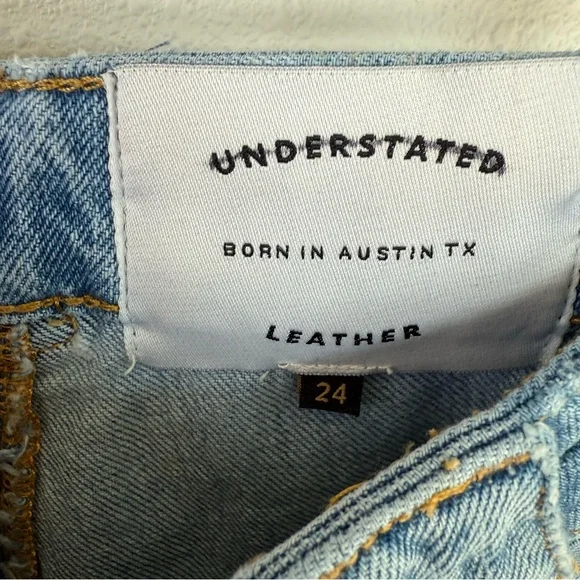 UNDERSTATED
BORN IN AUSTIN TX
LEATHER
24